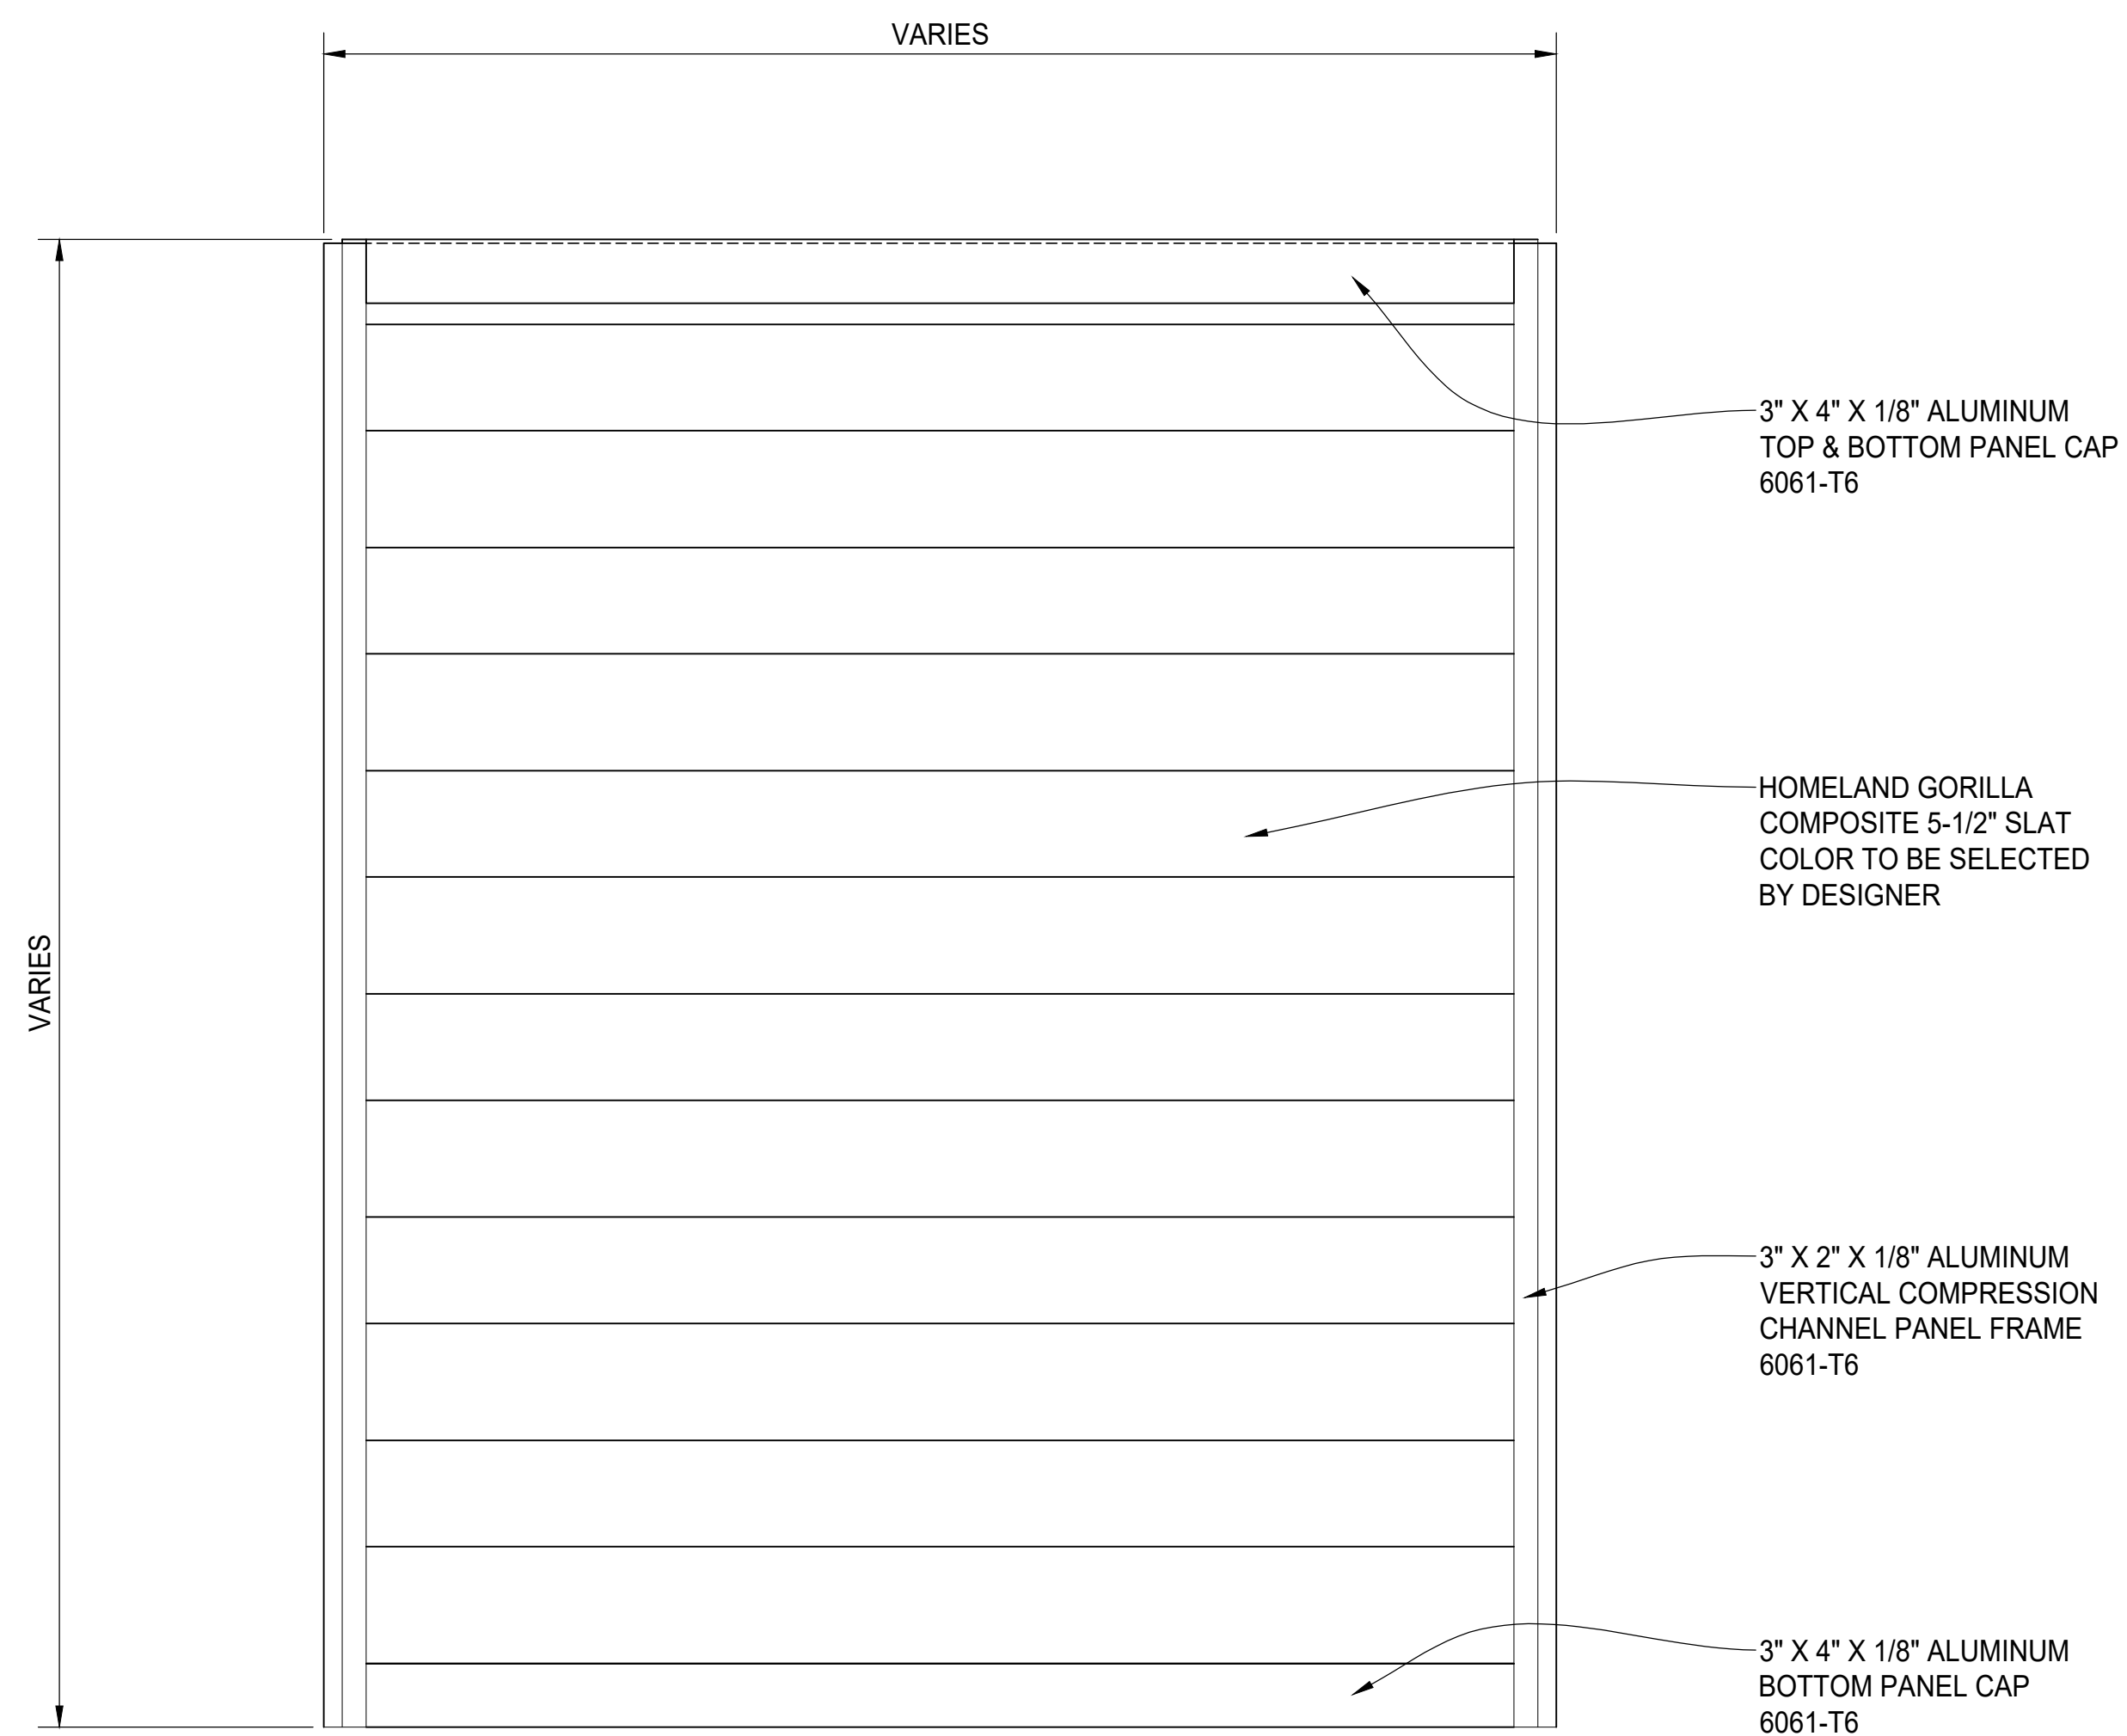 VARIES
3" X 4" X 1/8" ALUMINUM
TOP & BOTTOM PANEL CAP
6061-T6
HOMELAND GORILLA
COMPOSITE 5-1/2" SLAT
COLOR TO BE SELECTED
BY DESIGNER
VARIES
3" X 2" X 1/8" ALUMINUM
VERTICAL COMPRESSION
CHANNEL PANEL FRAME
6061-T6
3" X 4" X 1/8" ALUMINUM
BOTTOM PANEL CAP
6061-T6